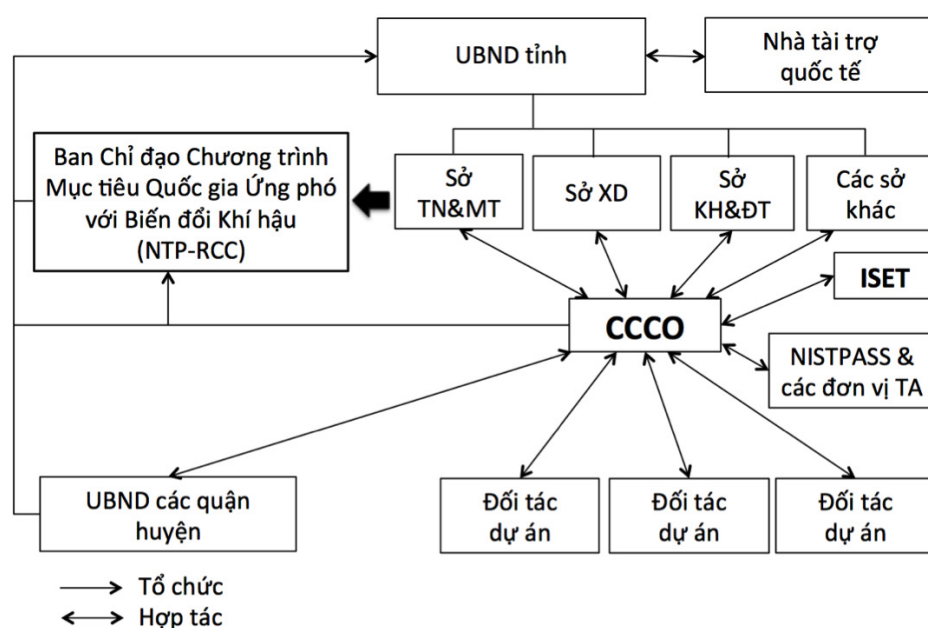 UBND tỉnh
Nhà tài trợ
quốc tế
Ban Chỉ đạo Chương trình
Mục tiêu Quốc gia Ứng phó
với Biến đổi Khí hậu
(NTP-RCC)
Sở
TN&MT
Sở XD
Sở
KH&ĐT
Các sở
khác
ISET
CCCO
NISTPASS &
các đơn vị TA
UBND các quận
huyện
Đối tác
dự án
Đối tác
dự án
Đối tác
dự án
Tổ chức
Hợp tác